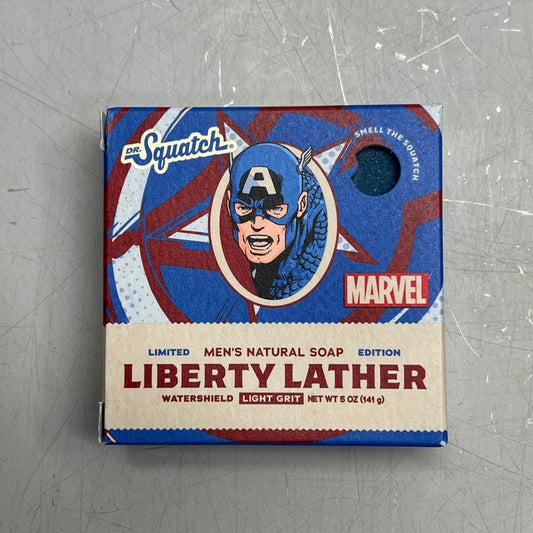 DR. Squatch®
SMELL THE SQUATCH
A
MARVEL
LIMITED MEN'S NATURAL SOAP EDITION
LIBERTY LATHER
WATERSHIELD LIGHT GRIT NET WT 5 OZ (141 g)